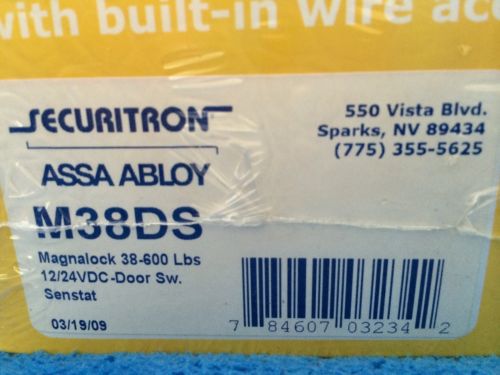 with built-in wire
SECURITRON
ASSA ABLOY
M38DS
Magnalock 38-600 Lbs
12/24VDC-Door Sw.
Senstat
03/19/09
550 Vista Blvd.
Sparks, NV 89434
(775) 355-5625
7 84607 03234 2